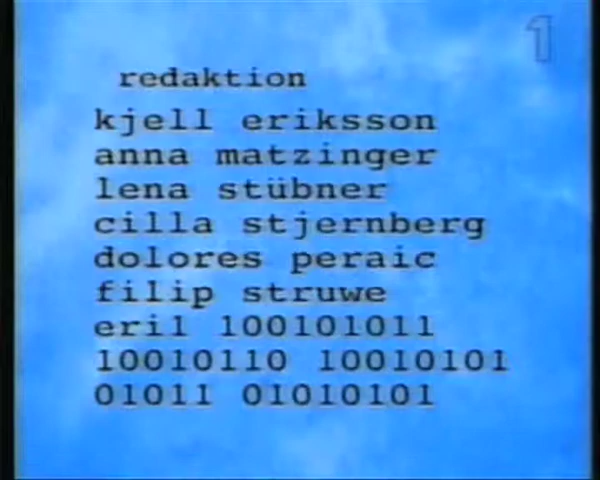 1
redaktion
kjell eriksson
anna matzinger
lena stübner
cilla stjernberg
dolores peraic
filip struwe
eril 100101011
10010110 10010101
01011 01010101